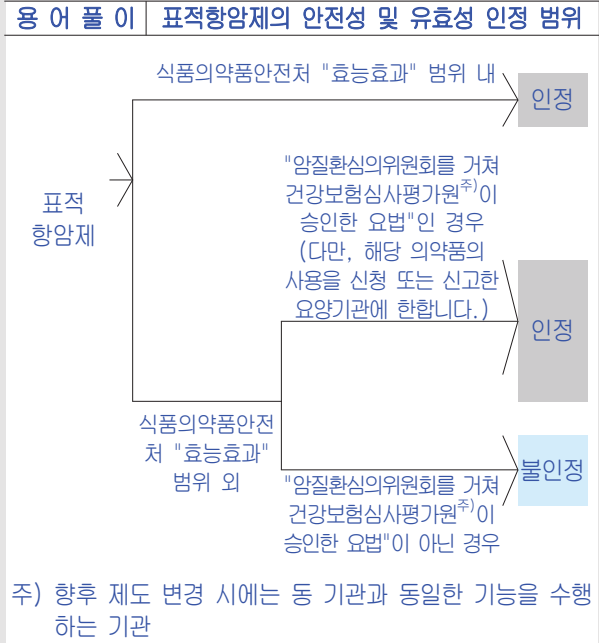 용 어 풀 이 표적항암제의 안전성 및 유효성 인정 범위
식품의약품안전처 "효능효과" 범위 내
인정
"암질환심의위원회를 거쳐
건강보험심사평가원주)이
승인한 요법"인 경우
(다만, 해당 의약품의
사용을 신청 또는 신고한
요양기관에 한합니다.)
표적
항암제
인정
식품의약품안전
처 "효능효과"
범위 외
불인정
"암질환심의위원회를 거쳐
건강보험심사평가원주)이
승인한 요법"이 아닌 경우
주) 향후 제도 변경 시에는 동 기관과 동일한 기능을 수행
하는 기관